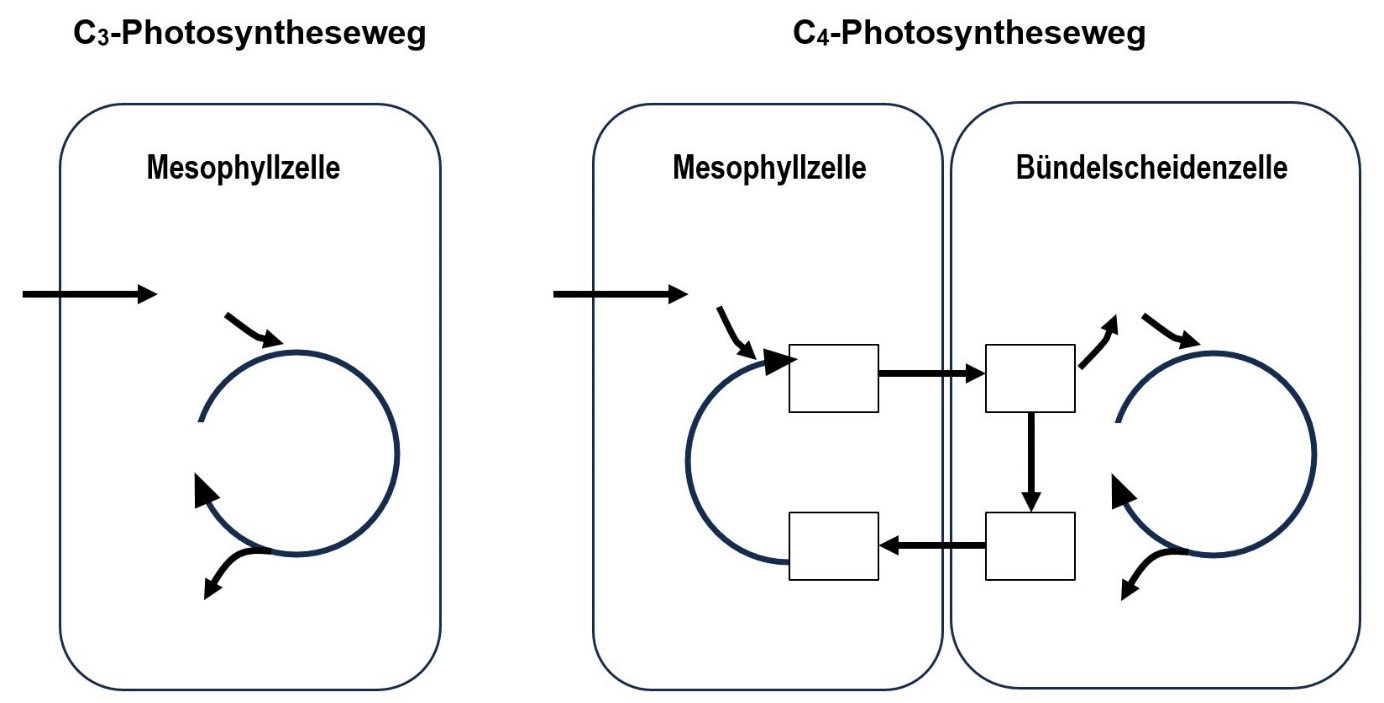 C₃-Photosyntheseweg
C₄-Photosyntheseweg
Mesophyllzelle
Mesophyllzelle
Bündelscheidenzelle